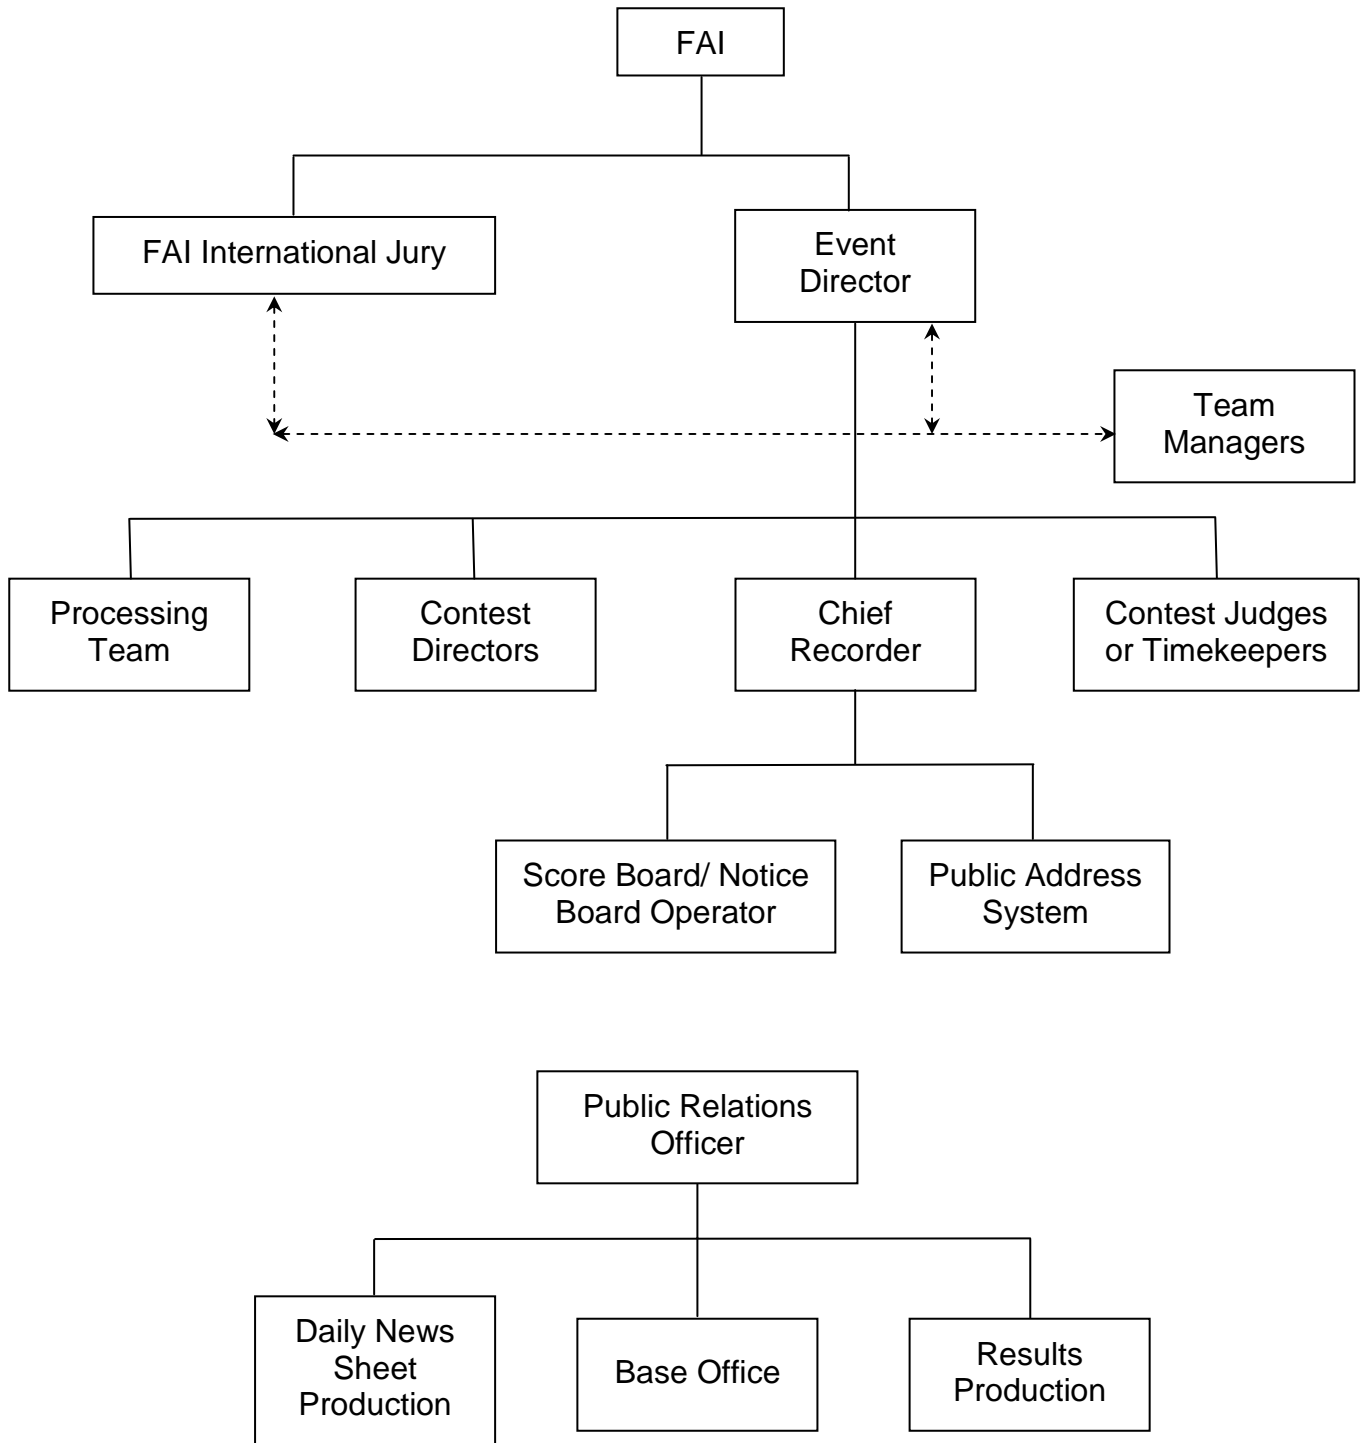 FAI
FAI International Jury
Event
Director
Team
Managers
Processing
Team
Contest
Directors
Chief
Recorder
Contest Judges
or Timekeepers
Score Board/ Notice
Board Operator
Public Address
System
Public Relations
Officer
Daily News
Sheet
Production
Base Office
Results
Production